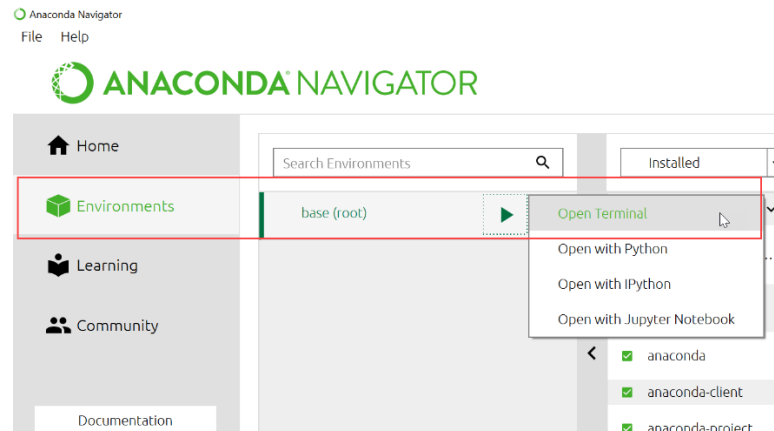 Anaconda Navigator
File Help
ANACONDA NAVIGATOR
Home
Environments
Learning
Community
Documentation
Search Environments
base (root)
Installed
Open Terminal
Open with Python
Open with IPython
Open with Jupyter Notebook
anaconda
anaconda-client
anaconda-project